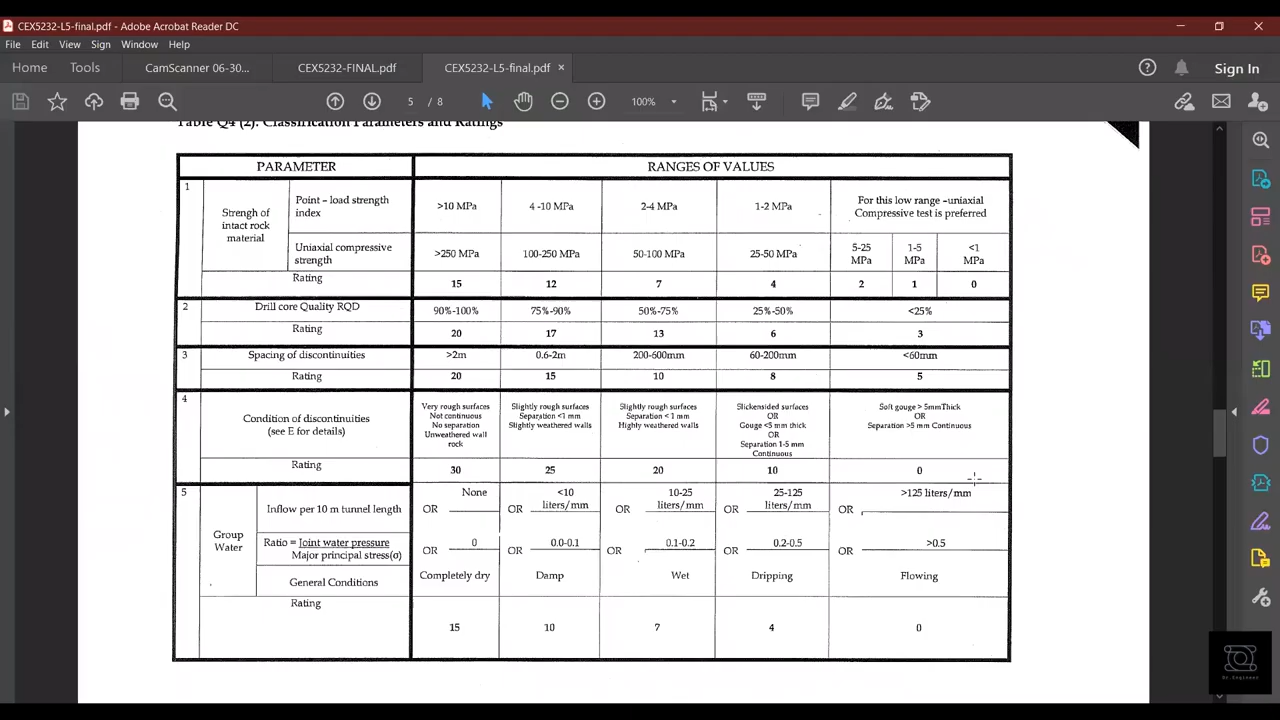 CEX5232-L5-final.pdf - Adobe Acrobat Reader DC
File Edit View Sign Window Help
Home Tools CamScanner 06-30... CEX5232-FINAL.pdf CEX5232-L5-final.pdf × Sign In
5 / 8 100%
Table Q4 (2): Classification Parameters and Ratings
PARAMETER RANGES OF VALUES
1 Strengh of intact rock material
Point – load strength index >10 MPa 4 -10 MPa 2-4 MPa 1-2 MPa For this low range –uniaxial Compressive test is preferred
Uniaxial compressive strength >250 MPa 100-250 MPa 50-100 MPa 25-50 MPa 5-25 MPa 1-5 MPa <1 MPa
Rating 15 12 7 4 2 1 0
2 Drill core Quality RQD 90%-100% 75%-90% 50%-75% 25%-50% <25%
Rating 20 17 13 6 3
3 Spacing of discontinuities >2m 0.6-2m 200-600mm 60-200mm <60mm
Rating 20 15 10 8 5
4 Condition of discontinuities (see E for details)
Very rough surfaces
Not continuous
No separation
Unweathered wall
rock
Slightly rough surfaces
Separation <1 mm
Slightly weathered walls
Slightly rough surfaces
Separation < 1 mm
Highly weathered walls
Slickensided surfaces
OR
Gouge <5 mm thick
OR
Separation 1-5 mm
Continuous
Soft gouge > 5mmThick
OR
Separation >5 mm Continuous
Rating 30 25 20 10 0
5 Group Water
Inflow per 10 m tunnel length OR None OR <10 liters/mm OR 10-25 liters/mm OR 25-125 liters/mm OR >125 liters/mm
Ratio = Joint water pressure Major principal stress(σ) OR 0 OR 0.0-0.1 OR 0.1-0.2 OR 0.2-0.5 OR >0.5
General Conditions Completely dry Damp Wet Dripping Flowing
Rating 15 10 7 4 0